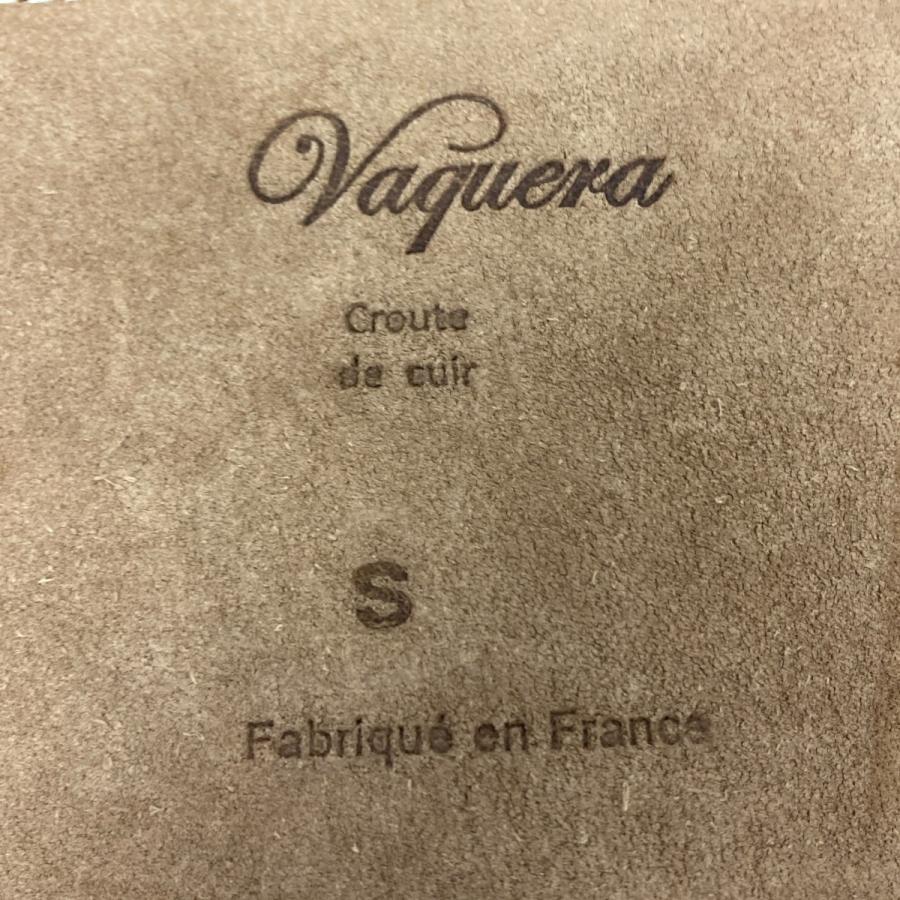 Vaquera
Croute
de cuir
S
Fabriqué en France